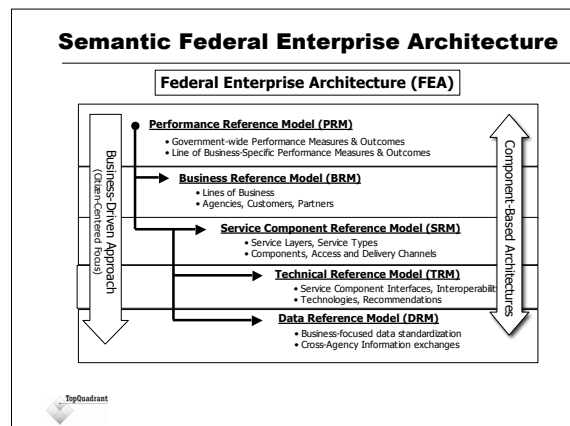 Semantic Federal Enterprise Architecture
Federal Enterprise Architecture (FEA)
Business-Driven Approach
(Citizen-Centered Focus)
Performance Reference Model (PRM)
• Government-wide Performance Measures & Outcomes
• Line of Business-Specific Performance Measures & Outcomes
Business Reference Model (BRM)
• Lines of Business
• Agencies, Customers, Partners
Service Component Reference Model (SRM)
• Service Layers, Service Types
• Components, Access and Delivery Channels
Technical Reference Model (TRM)
• Service Component Interfaces, Interoperability
• Technologies, Recommendations
Data Reference Model (DRM)
• Business-focused data standardization
• Cross-Agency Information exchanges
Component-Based Architectures
TopQuadrant